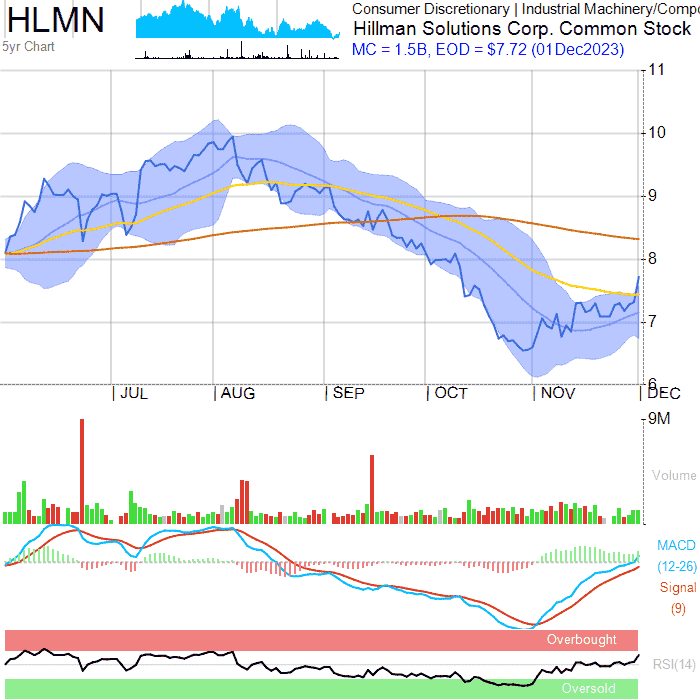 HLMN
5yr Chart
Consumer Discretionary | Industrial Machinery/Compo
Hillman Solutions Corp. Common Stock
MC = 1.5B, EOD = $7.72 (01Dec2023)
11
10
9
8
7
6
JUL
AUG
SEP
OCT
NOV
DEC
9M
Volume
MACD
(12-26)
Signal
(9)
Overbought
RSI(14)
Oversold